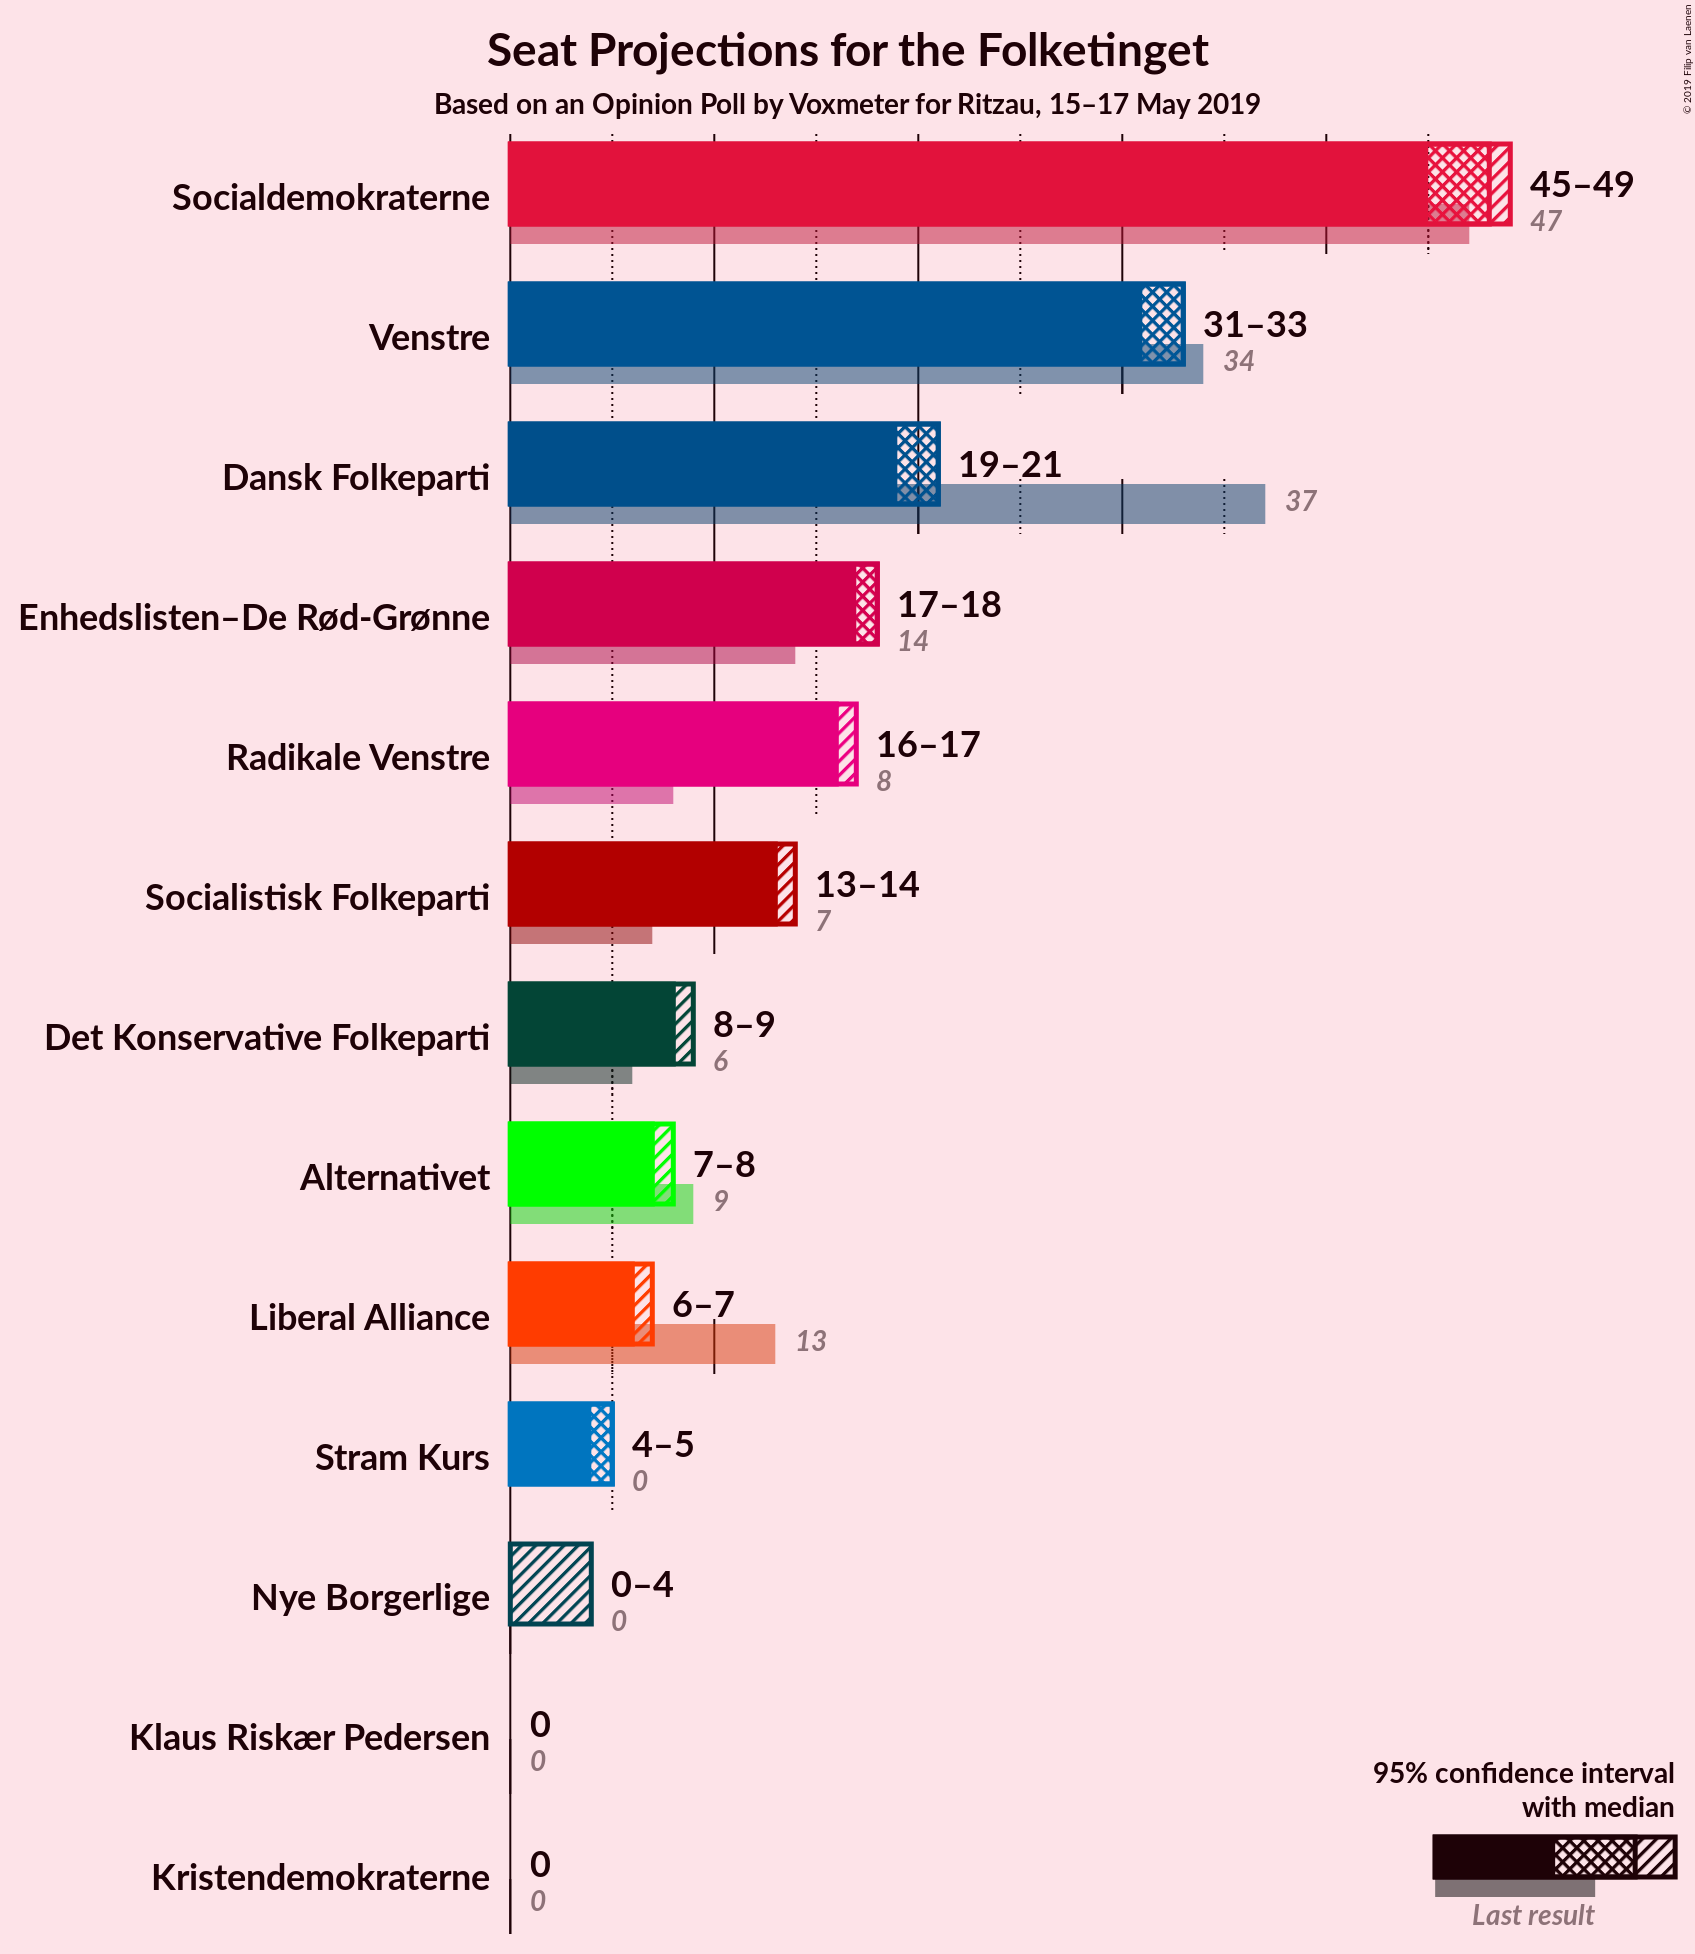 Seat Projections for the Folketinget
Based on an Opinion Poll by Voxmeter for Ritzau, 15–17 May 2019
© 2019 Filip van Laenen
Socialdemokraterne
45–49
47
Venstre
31–33
34
Dansk Folkeparti
19–21
37
Enhedslisten–De Rød-Grønne
17–18
14
Radikale Venstre
16–17
8
Socialistisk Folkeparti
13–14
7
Det Konservative Folkeparti
8–9
6
Alternativet
7–8
9
Liberal Alliance
6–7
13
Stram Kurs
4–5
0
Nye Borgerlige
0–4
0
Klaus Riskær Pedersen
0
0
Kristendemokraterne
0
0
95% confidence interval
with median
Last result